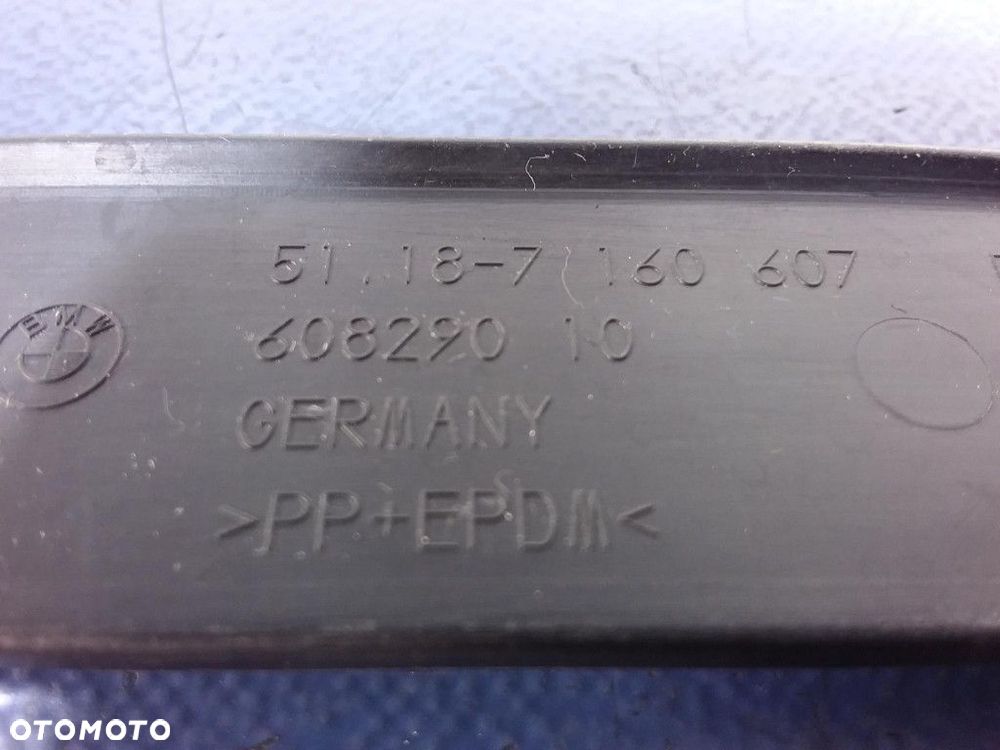 51.18-7 160 607
BMW
608290 10
GERMANY
>PP+EPDM<
OTOMOTO